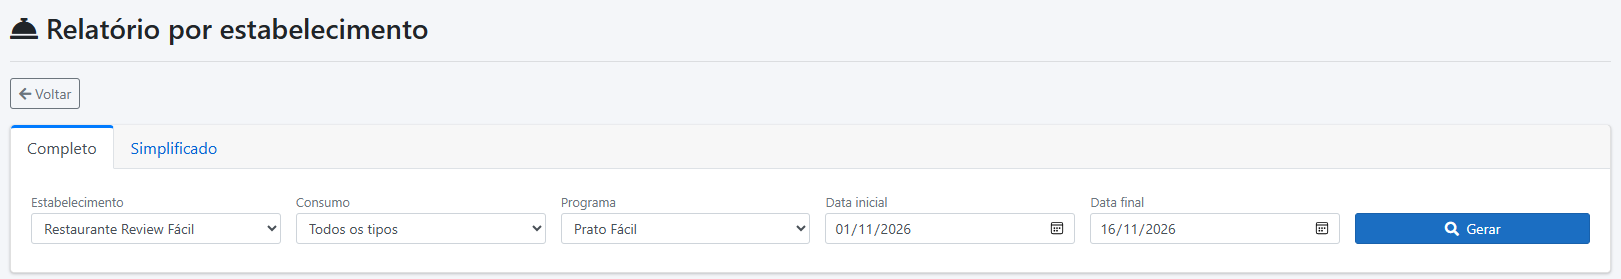 Relatório por estabelecimento
Voltar
Completo Simplificado
Estabelecimento Consumo Programa Data inicial Data final
Restaurante Review Fácil Todos os tipos Prato Fácil 01/11/2026 16/11/2026 Gerar